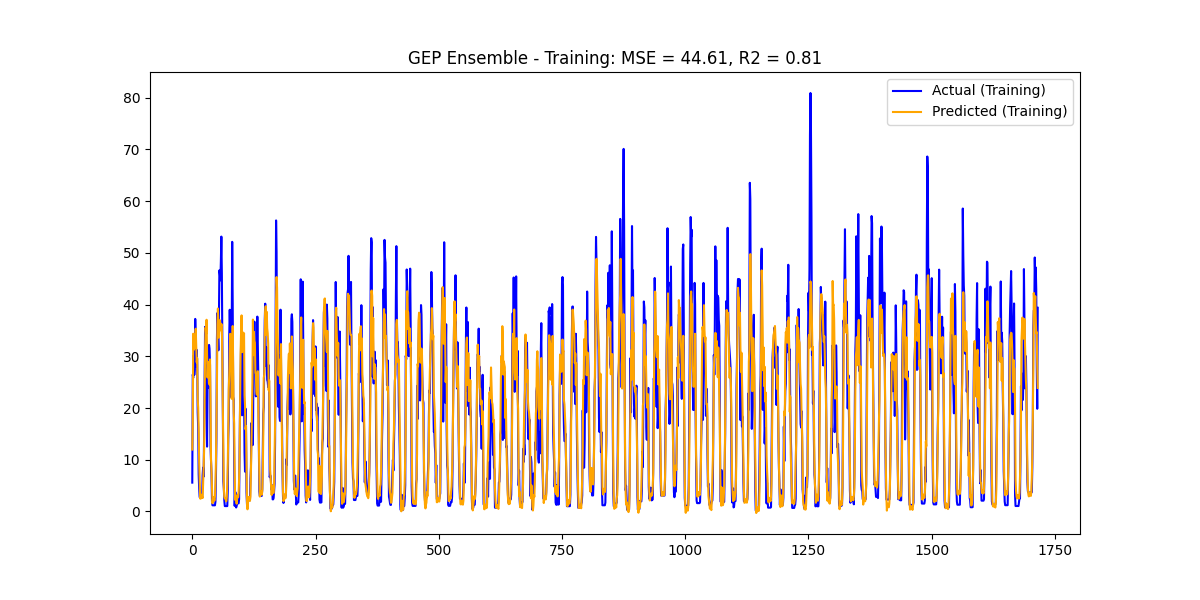 GEP Ensemble - Training: MSE = 44.61, R2 = 0.81
Actual (Training)
Predicted (Training)
80
70
60
50
40
30
20
10
0
0 250 500 750 1000 1250 1500 1750